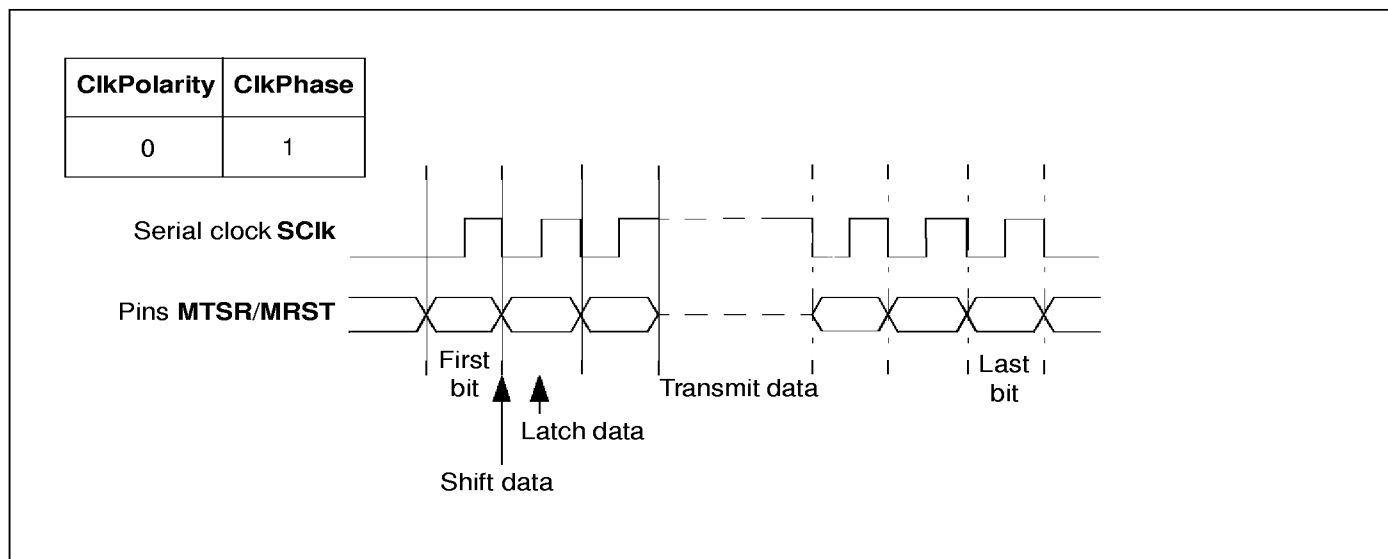 ClkPolarity ClkPhase
0 1
Serial clock SClk
Pins MTSR/MRST
First
bit
Transmit data
Last
bit
Latch data
Shift data